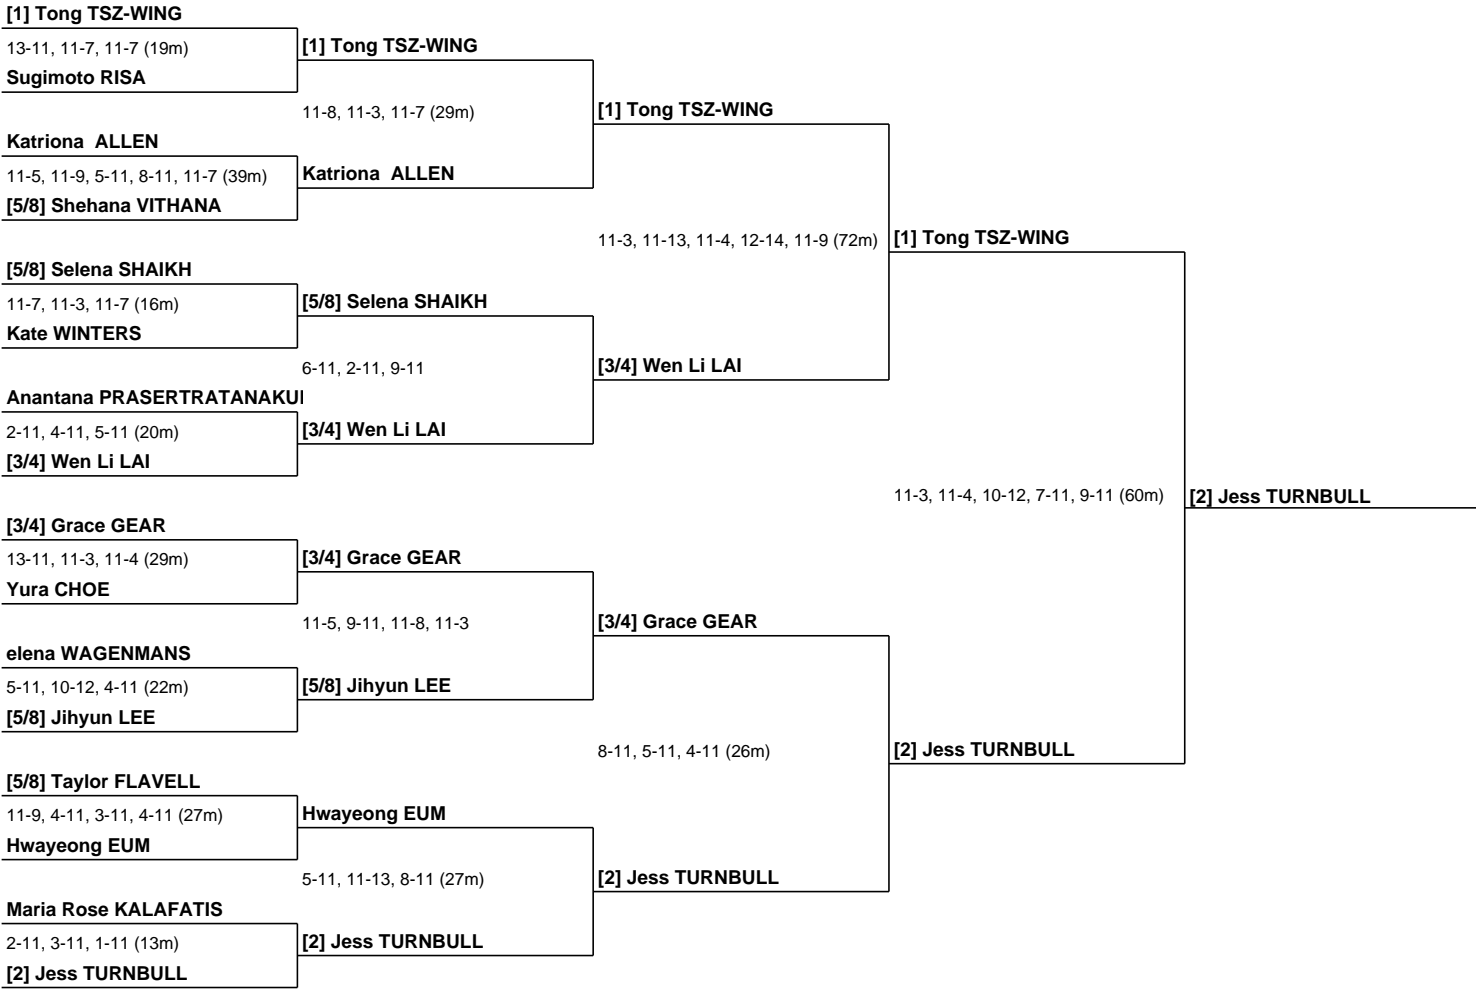 [1] Tong TSZ-WING
13-11, 11-7, 11-7 (19m)
Sugimoto RISA
Katriona  ALLEN
11-5, 11-9, 5-11, 8-11, 11-7 (39m)
[5/8] Shehana VITHANA
[5/8] Selena SHAIKH
11-7, 11-3, 11-7 (16m)
Kate WINTERS
Anantana PRASERTRATANAKUI
2-11, 4-11, 5-11 (20m)
[3/4] Wen Li LAI
[3/4] Grace GEAR
13-11, 11-3, 11-4 (29m)
Yura CHOE
elena WAGENMANS
5-11, 10-12, 4-11 (22m)
[5/8] Jihyun LEE
[5/8] Taylor FLAVELL
11-9, 4-11, 3-11, 4-11 (27m)
Hwayeong EUM
Maria Rose KALAFATIS
2-11, 3-11, 1-11 (13m)
[2] Jess TURNBULL
[1] Tong TSZ-WING
11-8, 11-3, 11-7 (29m)
Katriona  ALLEN
[5/8] Selena SHAIKH
6-11, 2-11, 9-11
[3/4] Wen Li LAI
[3/4] Grace GEAR
11-5, 9-11, 11-8, 11-3
[5/8] Jihyun LEE
Hwayeong EUM
5-11, 11-13, 8-11 (27m)
[2] Jess TURNBULL
[1] Tong TSZ-WING
11-3, 11-13, 11-4, 12-14, 11-9 (72m)
[3/4] Wen Li LAI
[3/4] Grace GEAR
8-11, 5-11, 4-11 (26m)
[2] Jess TURNBULL
[1] Tong TSZ-WING
11-3, 11-4, 10-12, 7-11, 9-11 (60m)
[2] Jess TURNBULL
[2] Jess TURNBULL